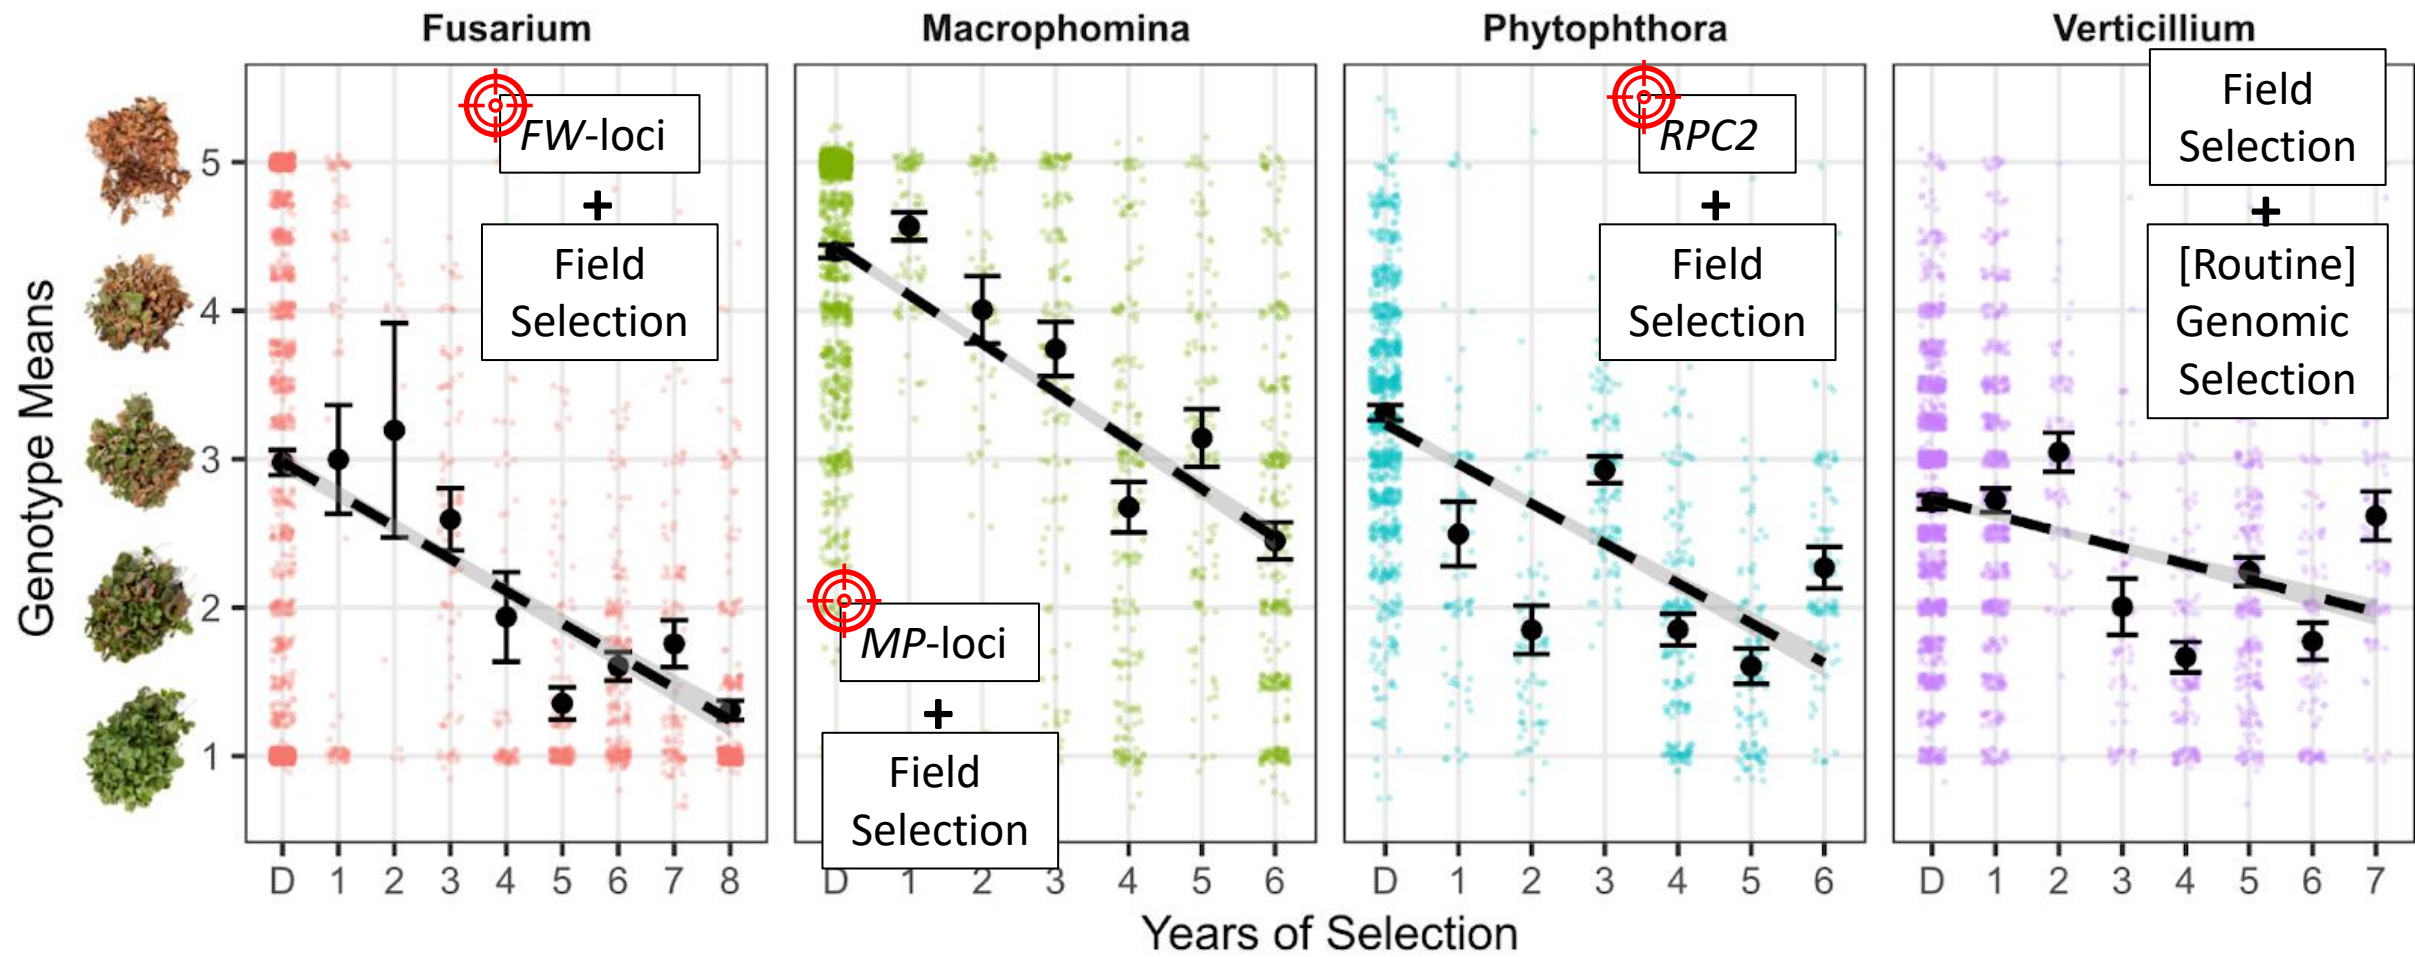 Fusarium
Macrophomina
Phytophthora
Verticillium
Genotype Means
5
4
3
2
1
FW-loci
+
Field
Selection
MP-loci
+
Field
Selection
RPC2
+
Field
Selection
Field
Selection
+
[Routine]
Genomic
Selection
D 1 2 3 4 5 6 7 8
D 1 2 3 4 5 6
D 1 2 3 4 5 6
D 1 2 3 4 5 6 7
Years of Selection